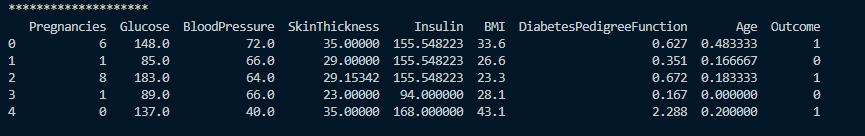 ********************
Pregnancies Glucose BloodPressure SkinThickness Insulin BMI DiabetesPedigreeFunction Age Outcome
0 6 148.0 72.0 35.00000 155.548223 33.6 0.627 0.483333 1
1 1 85.0 66.0 29.00000 155.548223 26.6 0.351 0.166667 0
2 8 183.0 64.0 29.15342 155.548223 23.3 0.672 0.183333 1
3 1 89.0 66.0 23.00000 94.000000 28.1 0.167 0.000000 0
4 0 137.0 40.0 35.00000 168.000000 43.1 2.288 0.200000 1